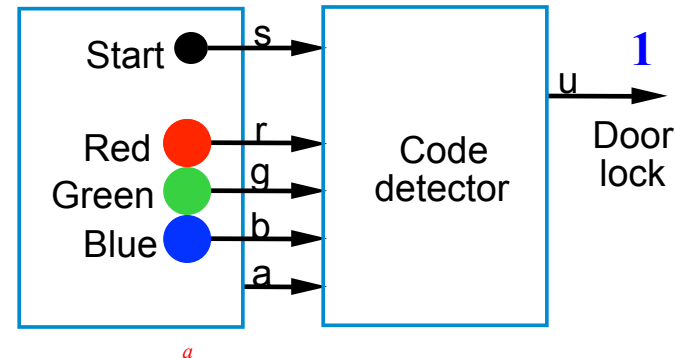 Start
s
1
u
Red
r
Door
lock
Green
g
Code
detector
Blue
b
a
a